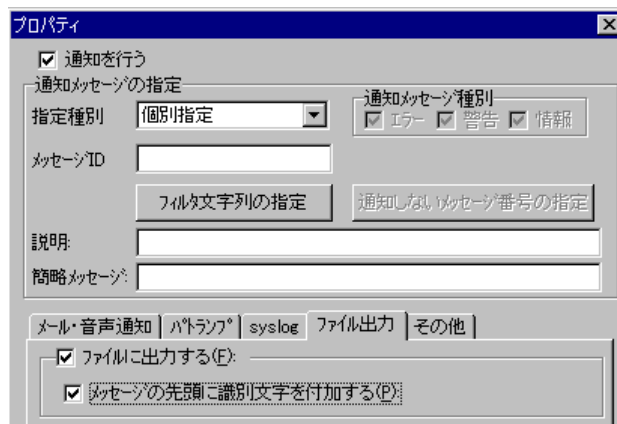 プロパティ
通知を行う
通知メッセージの指定
指定種別 個別指定
通知メッセージ種別
エラー 警告 情報
メッセージID
フィルタ文字列の指定 通知しないメッセージ番号の指定
説明:
簡略メッセージ:
メール・音声通知 パトランプ syslog ファイル出力 その他
ファイルに出力する(F):
メッセージの先頭に識別文字を付加する(P):